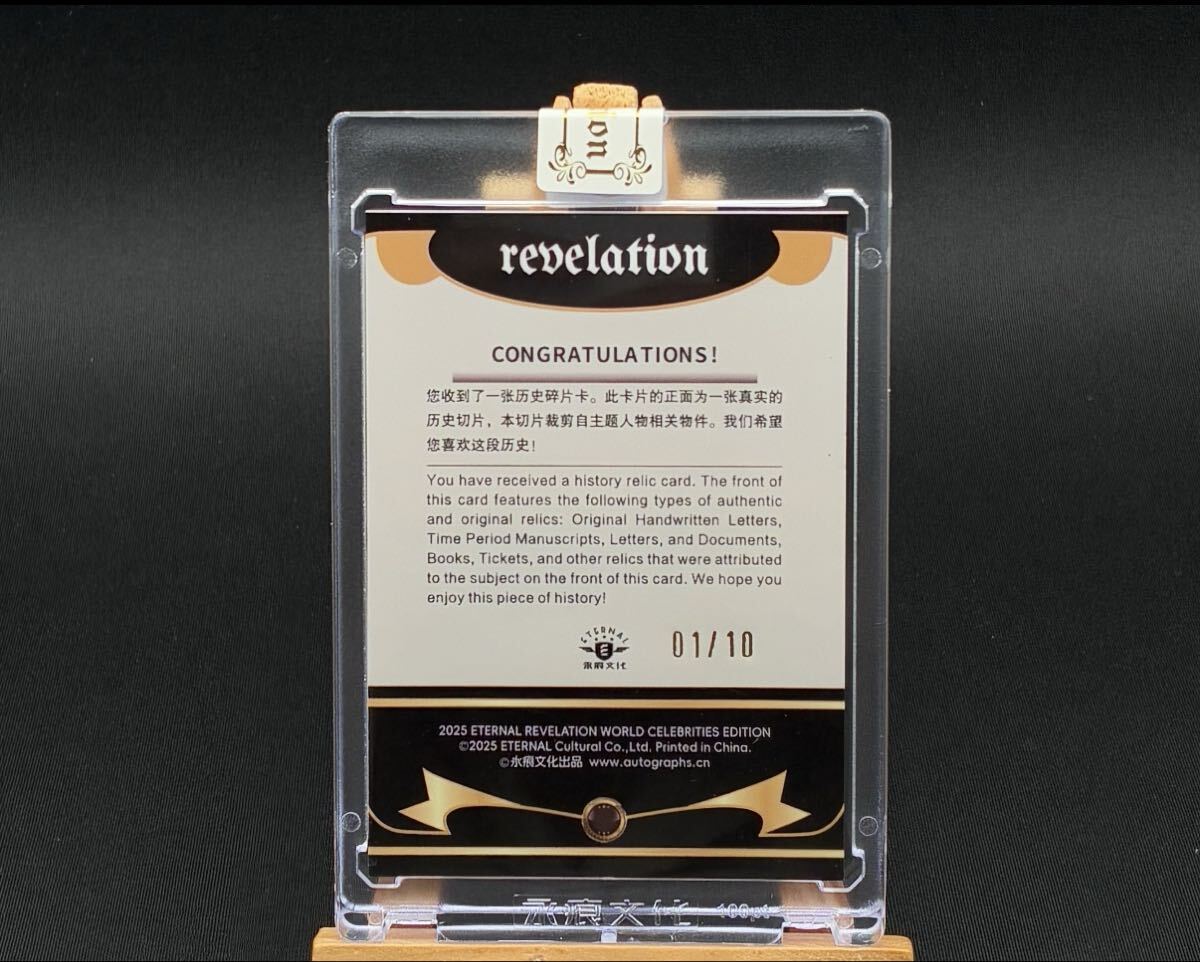 on
revelation
CONGRATULATIONS!
您收到了一张历史碎片卡。此卡片的正面为一张真实的
历史切片，本切片裁剪自主题人物相关物件。我们希望
您喜欢这段历史！
You have received a history relic card. The front of
this card features the following types of authentic
and original relics: Original Handwritten Letters,
Time Period Manuscripts, Letters, and Documents,
Books, Tickets, and other relics that were attributed
to the subject on the front of this card. We hope you
enjoy this piece of history!
ETERNAL
永痕文化
01/10
2025 ETERNAL REVELATION WORLD CELEBRITIES EDITION
©2025 ETERNAL Cultural Co.,Ltd. Printed in China.
©永痕文化出品 www.autographs.cn
永痕文化 180pt